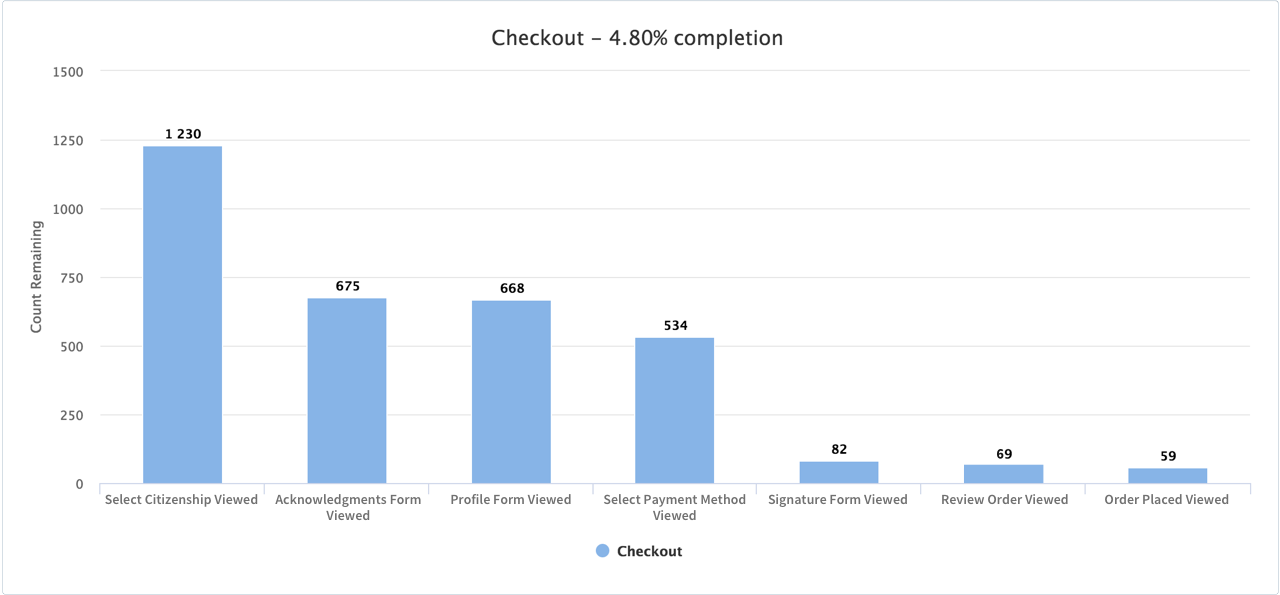 Checkout – 4.80% completion
Count Remaining
1500
1250
1000
750
500
250
0
1 230
675
668
534
82
69
59
Select Citizenship Viewed
Acknowledgments Form
Viewed
Profile Form Viewed
Select Payment Method
Viewed
Signature Form Viewed
Review Order Viewed
Order Placed Viewed
Checkout